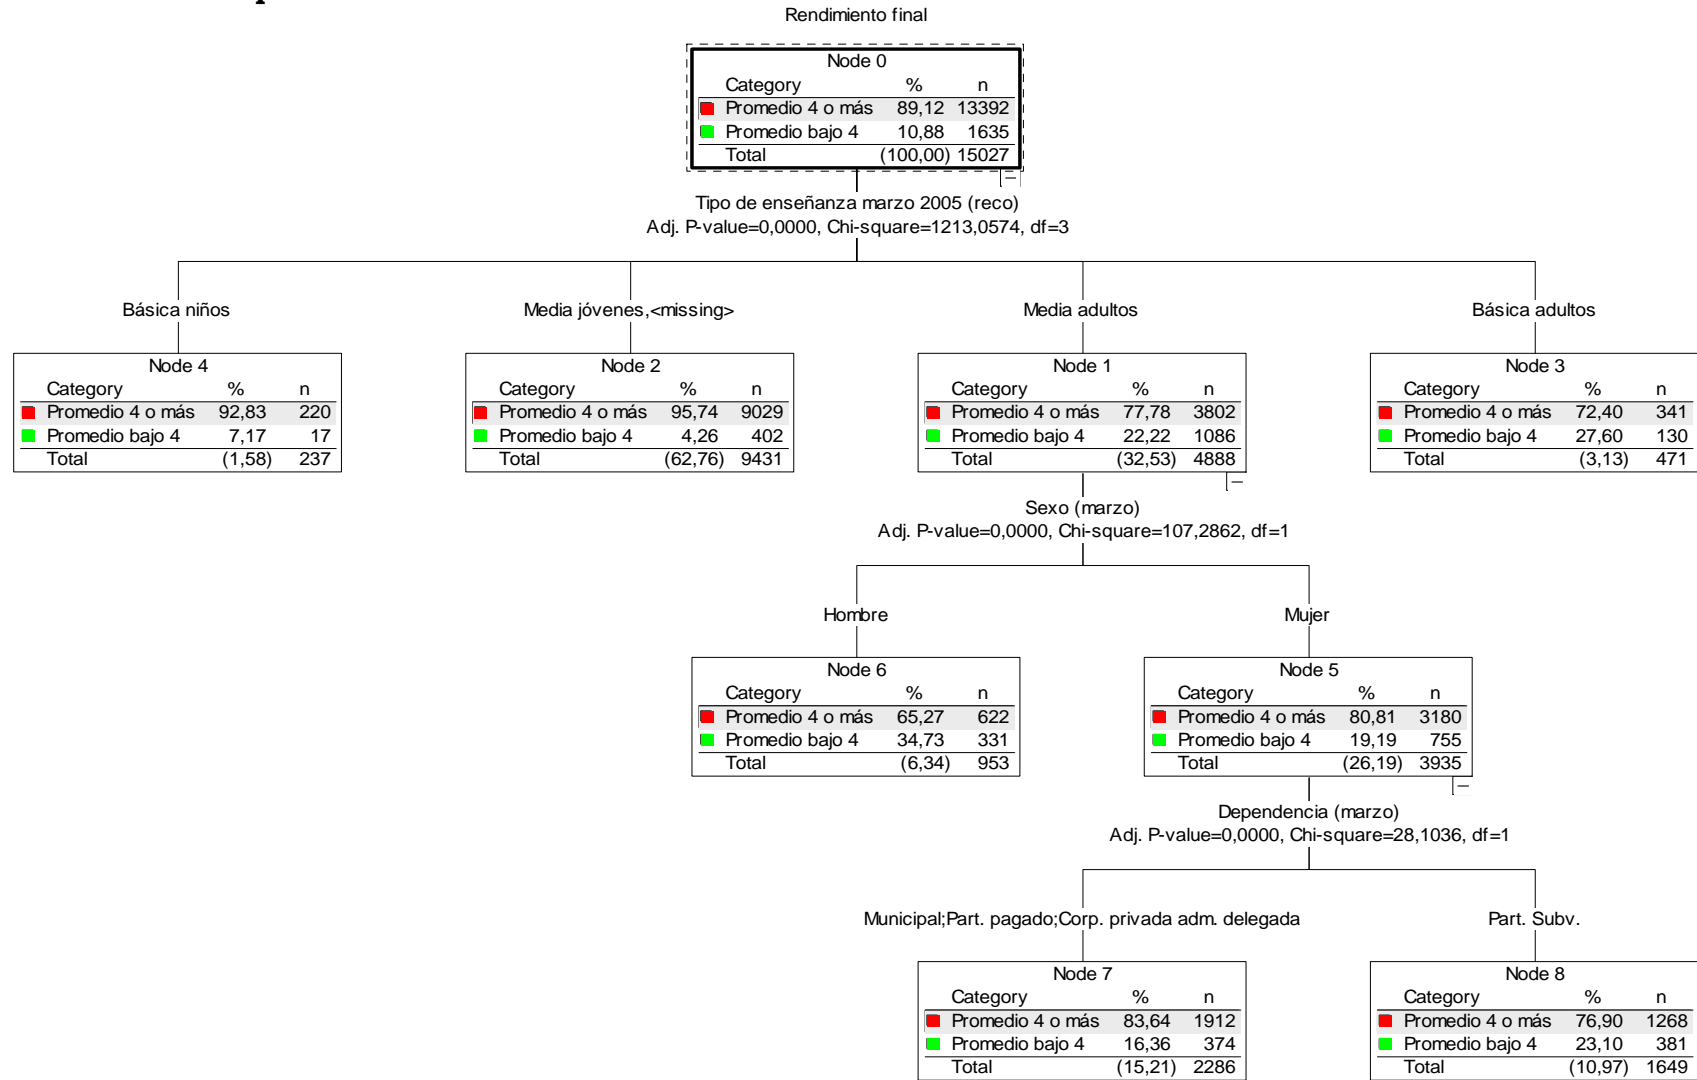 Rendimiento final
Node 0
Category % n
Promedio 4 o más 89,12 13392
Promedio bajo 4 10,88 1635
Total (100,00) 15027
Tipo de enseñanza marzo 2005 (reco)
Adj. P-value=0,0000, Chi-square=1213,0574, df=3
Básica niños
Node 4
Category % n
Promedio 4 o más 92,83 220
Promedio bajo 4 7,17 17
Total (1,58) 237
Media jóvenes,<missing>
Node 2
Category % n
Promedio 4 o más 95,74 9029
Promedio bajo 4 4,26 402
Total (62,76) 9431
Media adultos
Node 1
Category % n
Promedio 4 o más 77,78 3802
Promedio bajo 4 22,22 1086
Total (32,53) 4888
Básica adultos
Node 3
Category % n
Promedio 4 o más 72,40 341
Promedio bajo 4 27,60 130
Total (3,13) 471
Sexo (marzo)
Adj. P-value=0,0000, Chi-square=107,2862, df=1
Hombre
Node 6
Category % n
Promedio 4 o más 65,27 622
Promedio bajo 4 34,73 331
Total (6,34) 953
Mujer
Node 5
Category % n
Promedio 4 o más 80,81 3180
Promedio bajo 4 19,19 755
Total (26,19) 3935
Dependencia (marzo)
Adj. P-value=0,0000, Chi-square=28,1036, df=1
Municipal;Part. pagado;Corp. privada adm. delegada
Node 7
Category % n
Promedio 4 o más 83,64 1912
Promedio bajo 4 16,36 374
Total (15,21) 2286
Part. Subv.
Node 8
Category % n
Promedio 4 o más 76,90 1268
Promedio bajo 4 23,10 381
Total (10,97) 1649